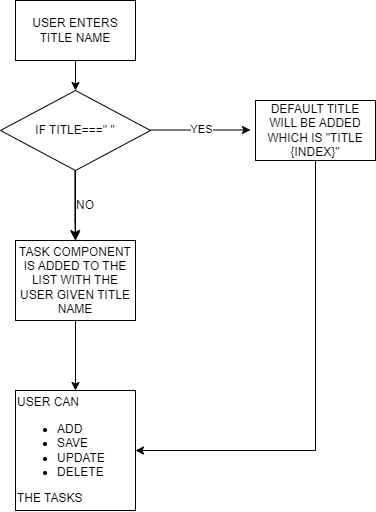 USER ENTERS
TITLE NAME
IF TITLE===" "
YES
DEFAULT TITLE
WILL BE ADDED
WHICH IS "TITLE
{INDEX}"
NO
TASK COMPONENT
IS ADDED TO THE
LIST WITH THE
USER GIVEN TITLE
NAME
USER CAN
• ADD
• SAVE
• UPDATE
• DELETE
THE TASKS